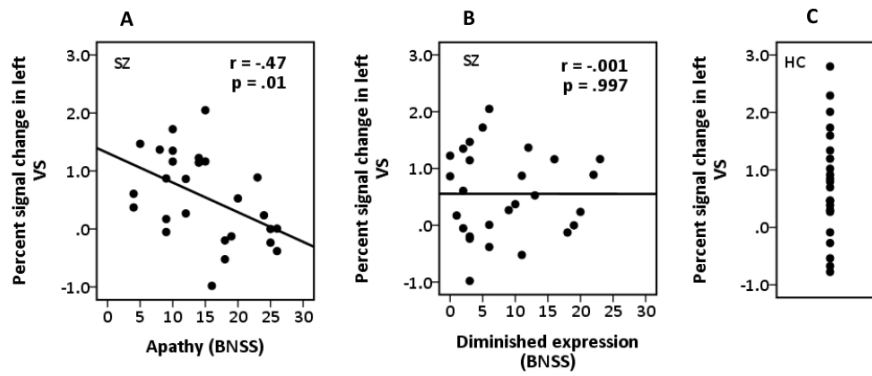 A
B
C
Percent signal change in left
VS
3.0
2.0
1.0
.0
-1.0
SZ
r = -.47
p = .01
0 5 10 15 20 25 30
Apathy (BNSS)
Percent signal change in left
VS
3.0
2.0
1.0
.0
-1.0
SZ
r = -.001
p = .997
0 5 10 15 20 25 30
Diminished expression
(BNSS)
Percent signal change in left
VS
3.0
2.0
1.0
.0
-1.0
HC